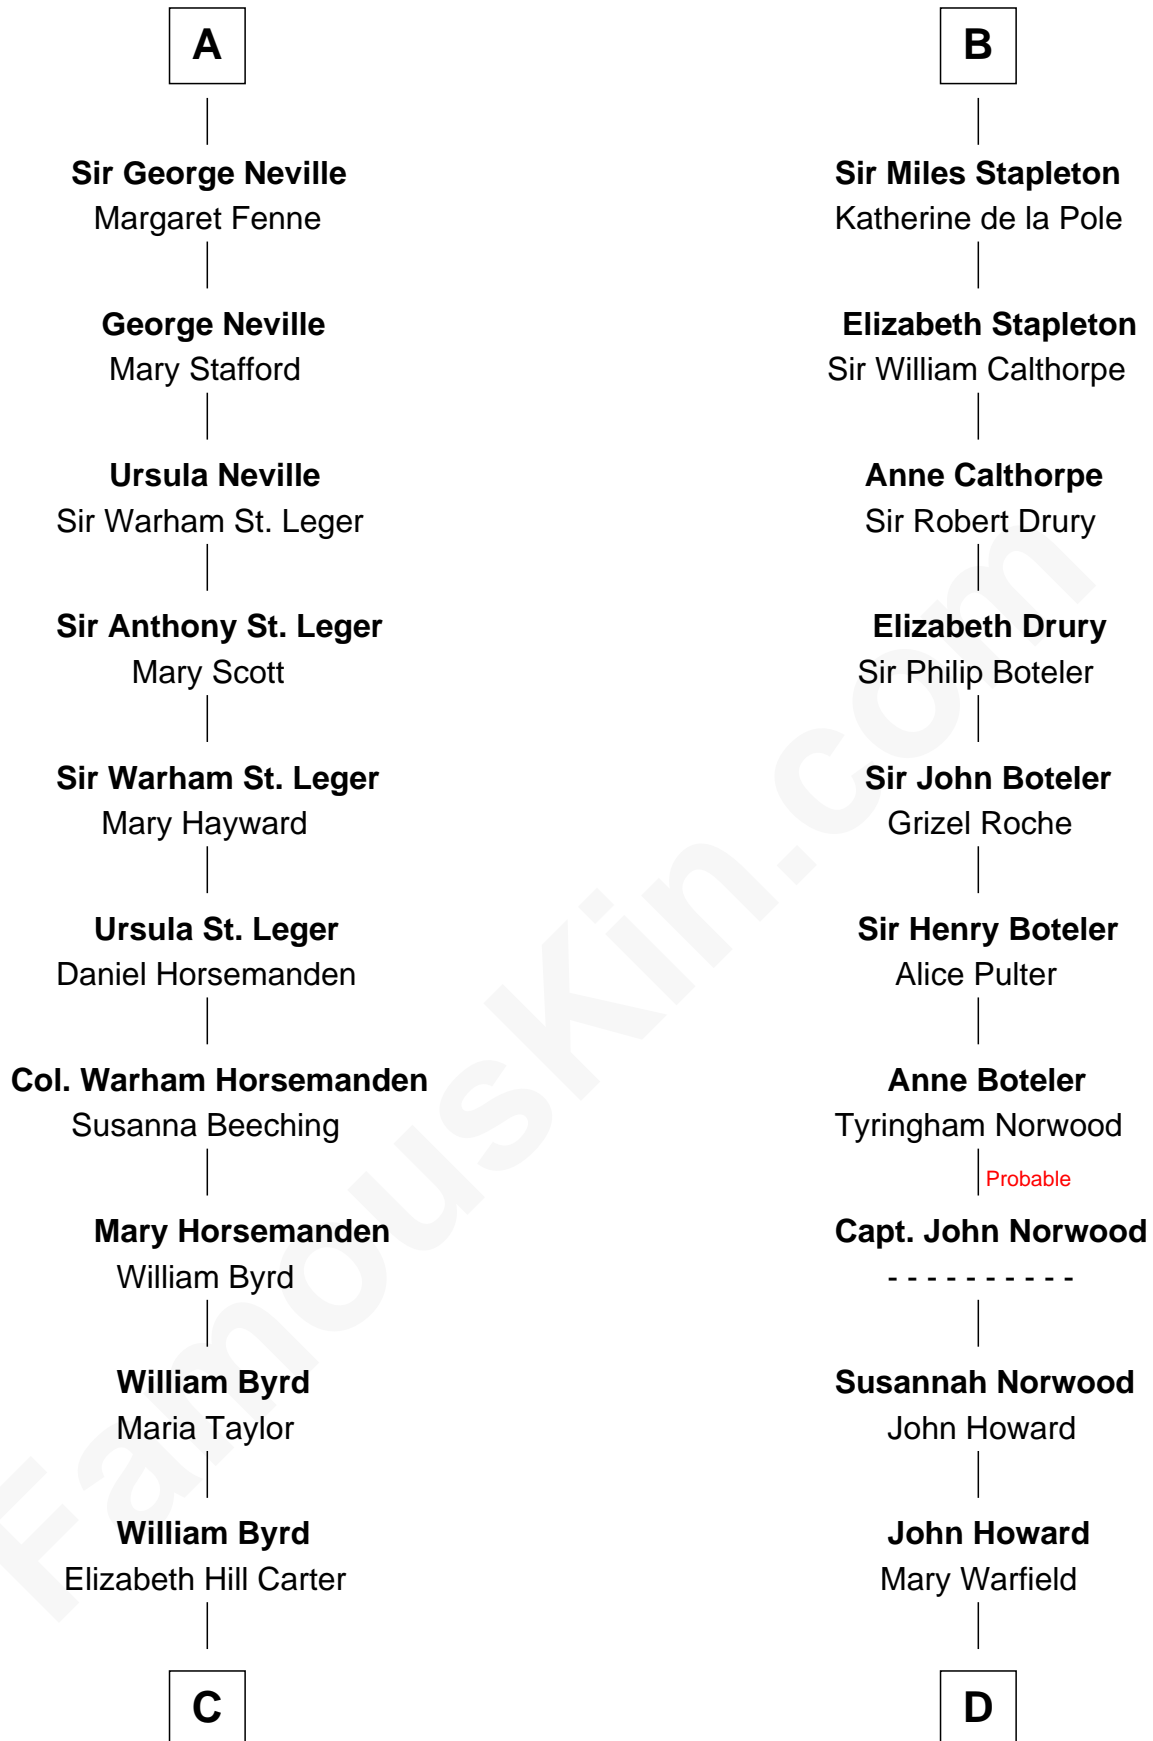 A
Sir George Neville
Margaret Fenne
George Neville
Mary Stafford
Ursula Neville
Sir Warham St. Leger
Sir Anthony St. Leger
Mary Scott
Sir Warham St. Leger
Mary Hayward
Ursula St. Leger
Daniel Horsemanden
Col. Warham Horsemanden
Susanna Beeching
Mary Horsemanden
William Byrd
William Byrd
Maria Taylor
William Byrd
Elizabeth Hill Carter
C
B
Sir Miles Stapleton
Katherine de la Pole
Elizabeth Stapleton
Sir William Calthorpe
Anne Calthorpe
Sir Robert Drury
Elizabeth Drury
Sir Philip Boteler
Sir John Boteler
Grizel Roche
Sir Henry Boteler
Alice Pulter
Anne Boteler
Tyringham Norwood
Probable
Capt. John Norwood
- - - - - - - - - -
Susannah Norwood
John Howard
John Howard
Mary Warfield
D
FamousKin.com